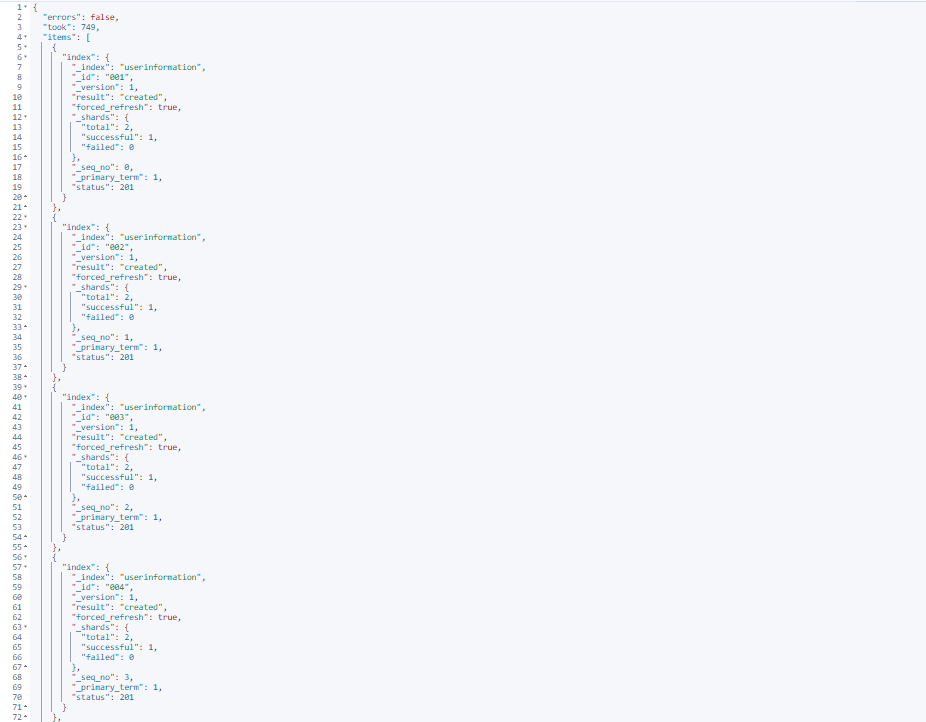 1 {
2 "errors": false,
3 "took": 749,
4 "items": [
5 {
6 "index": {
7 "_index": "userinformation",
8 "_id": "001",
9 "_version": 1,
10 "result": "created",
11 "forced_refresh": true,
12 "_shards": {
13 "total": 2,
14 "successful": 1,
15 "failed": 0
16 },
17 "_seq_no": 0,
18 "_primary_term": 1,
19 "status": 201
20 }
21 },
22 {
23 "index": {
24 "_index": "userinformation",
25 "_id": "002",
26 "_version": 1,
27 "result": "created",
28 "forced_refresh": true,
29 "_shards": {
30 "total": 2,
31 "successful": 1,
32 "failed": 0
33 },
34 "_seq_no": 1,
35 "_primary_term": 1,
36 "status": 201
37 }
38 },
39 {
40 "index": {
41 "_index": "userinformation",
42 "_id": "003",
43 "_version": 1,
44 "result": "created",
45 "forced_refresh": true,
46 "_shards": {
47 "total": 2,
48 "successful": 1,
49 "failed": 0
50 },
51 "_seq_no": 2,
52 "_primary_term": 1,
53 "status": 201
54 }
55 },
56 {
57 "index": {
58 "_index": "userinformation",
59 "_id": "004",
60 "_version": 1,
61 "result": "created",
62 "forced_refresh": true,
63 "_shards": {
64 "total": 2,
65 "successful": 1,
66 "failed": 0
67 },
68 "_seq_no": 3,
69 "_primary_term": 1,
70 "status": 201
71 }
72 },